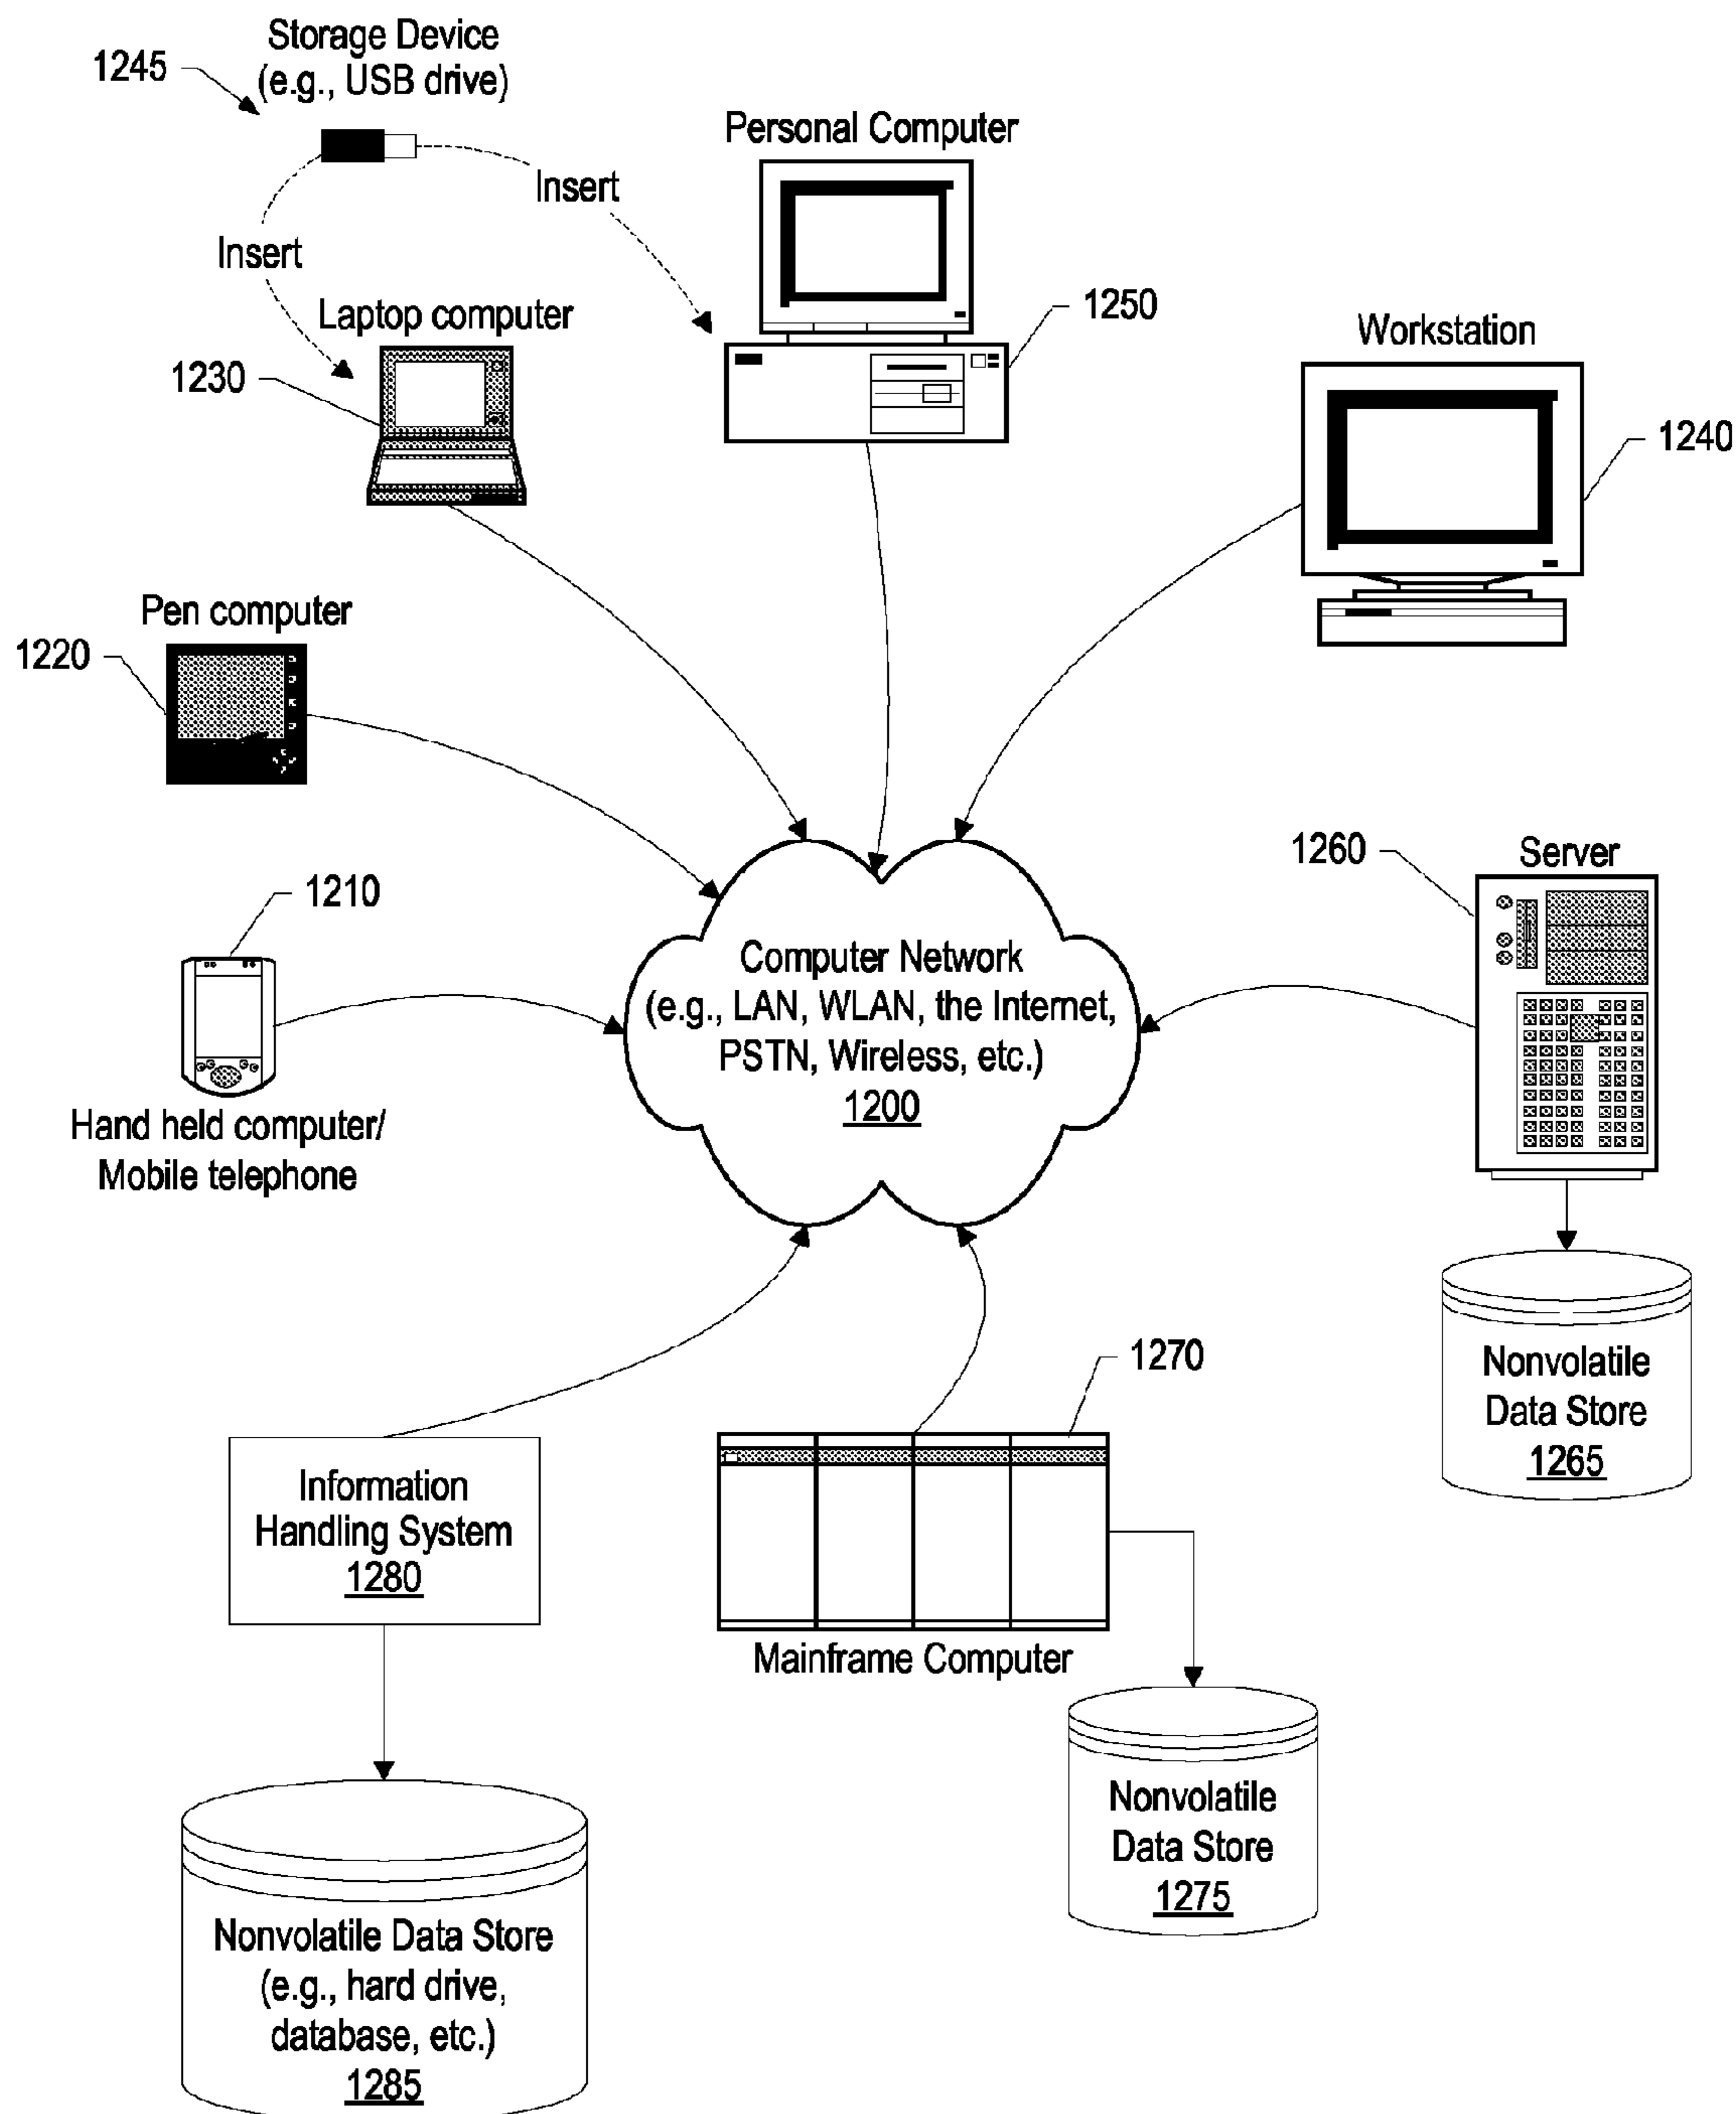 Storage Device
(e.g., USB drive)
1245
Personal Computer
Insert
Insert
1250
Laptop computer
1230
Workstation
1240
Pen computer
1220
1260
Server
1210
Computer Network
(e.g., LAN, WLAN, the Internet,
PSTN, Wireless, etc.)
1200
Hand held computer/
Mobile telephone
1270
Nonvolatile
Data Store
1265
Information
Handling System
1280
Mainframe Computer
Nonvolatile
Data Store
1275
Nonvolatile Data Store
(e.g., hard drive,
database, etc.)
1285